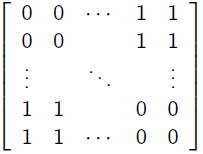 0 0 ⋯ 1 1
0 0 1 1
⋮ ⋱ ⋮
1 1 0 0
1 1 ⋯ 0 0